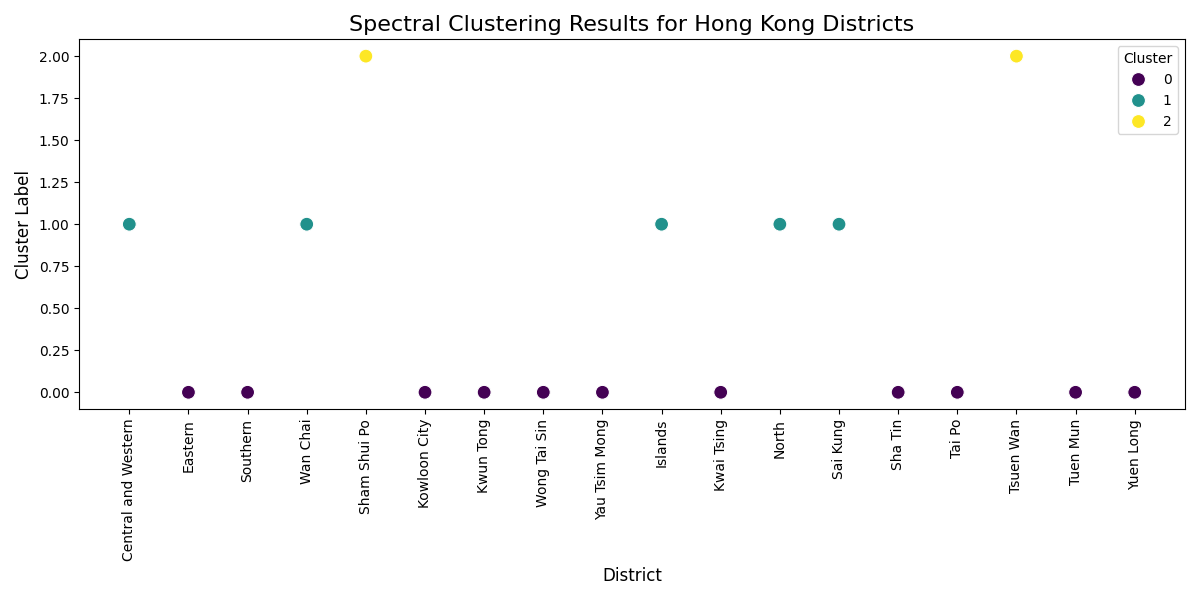 Spectral Clustering Results for Hong Kong Districts
Cluster
0
1
2
2.00
1.75
1.50
1.25
1.00
0.75
0.50
0.25
0.00
Cluster Label
Central and Western
Eastern
Southern
Wan Chai
Sham Shui Po
Kowloon City
Kwun Tong
Wong Tai Sin
Yau Tsim Mong
Islands
Kwai Tsing
North
Sai Kung
Sha Tin
Tai Po
Tsuen Wan
Tuen Mun
Yuen Long
District